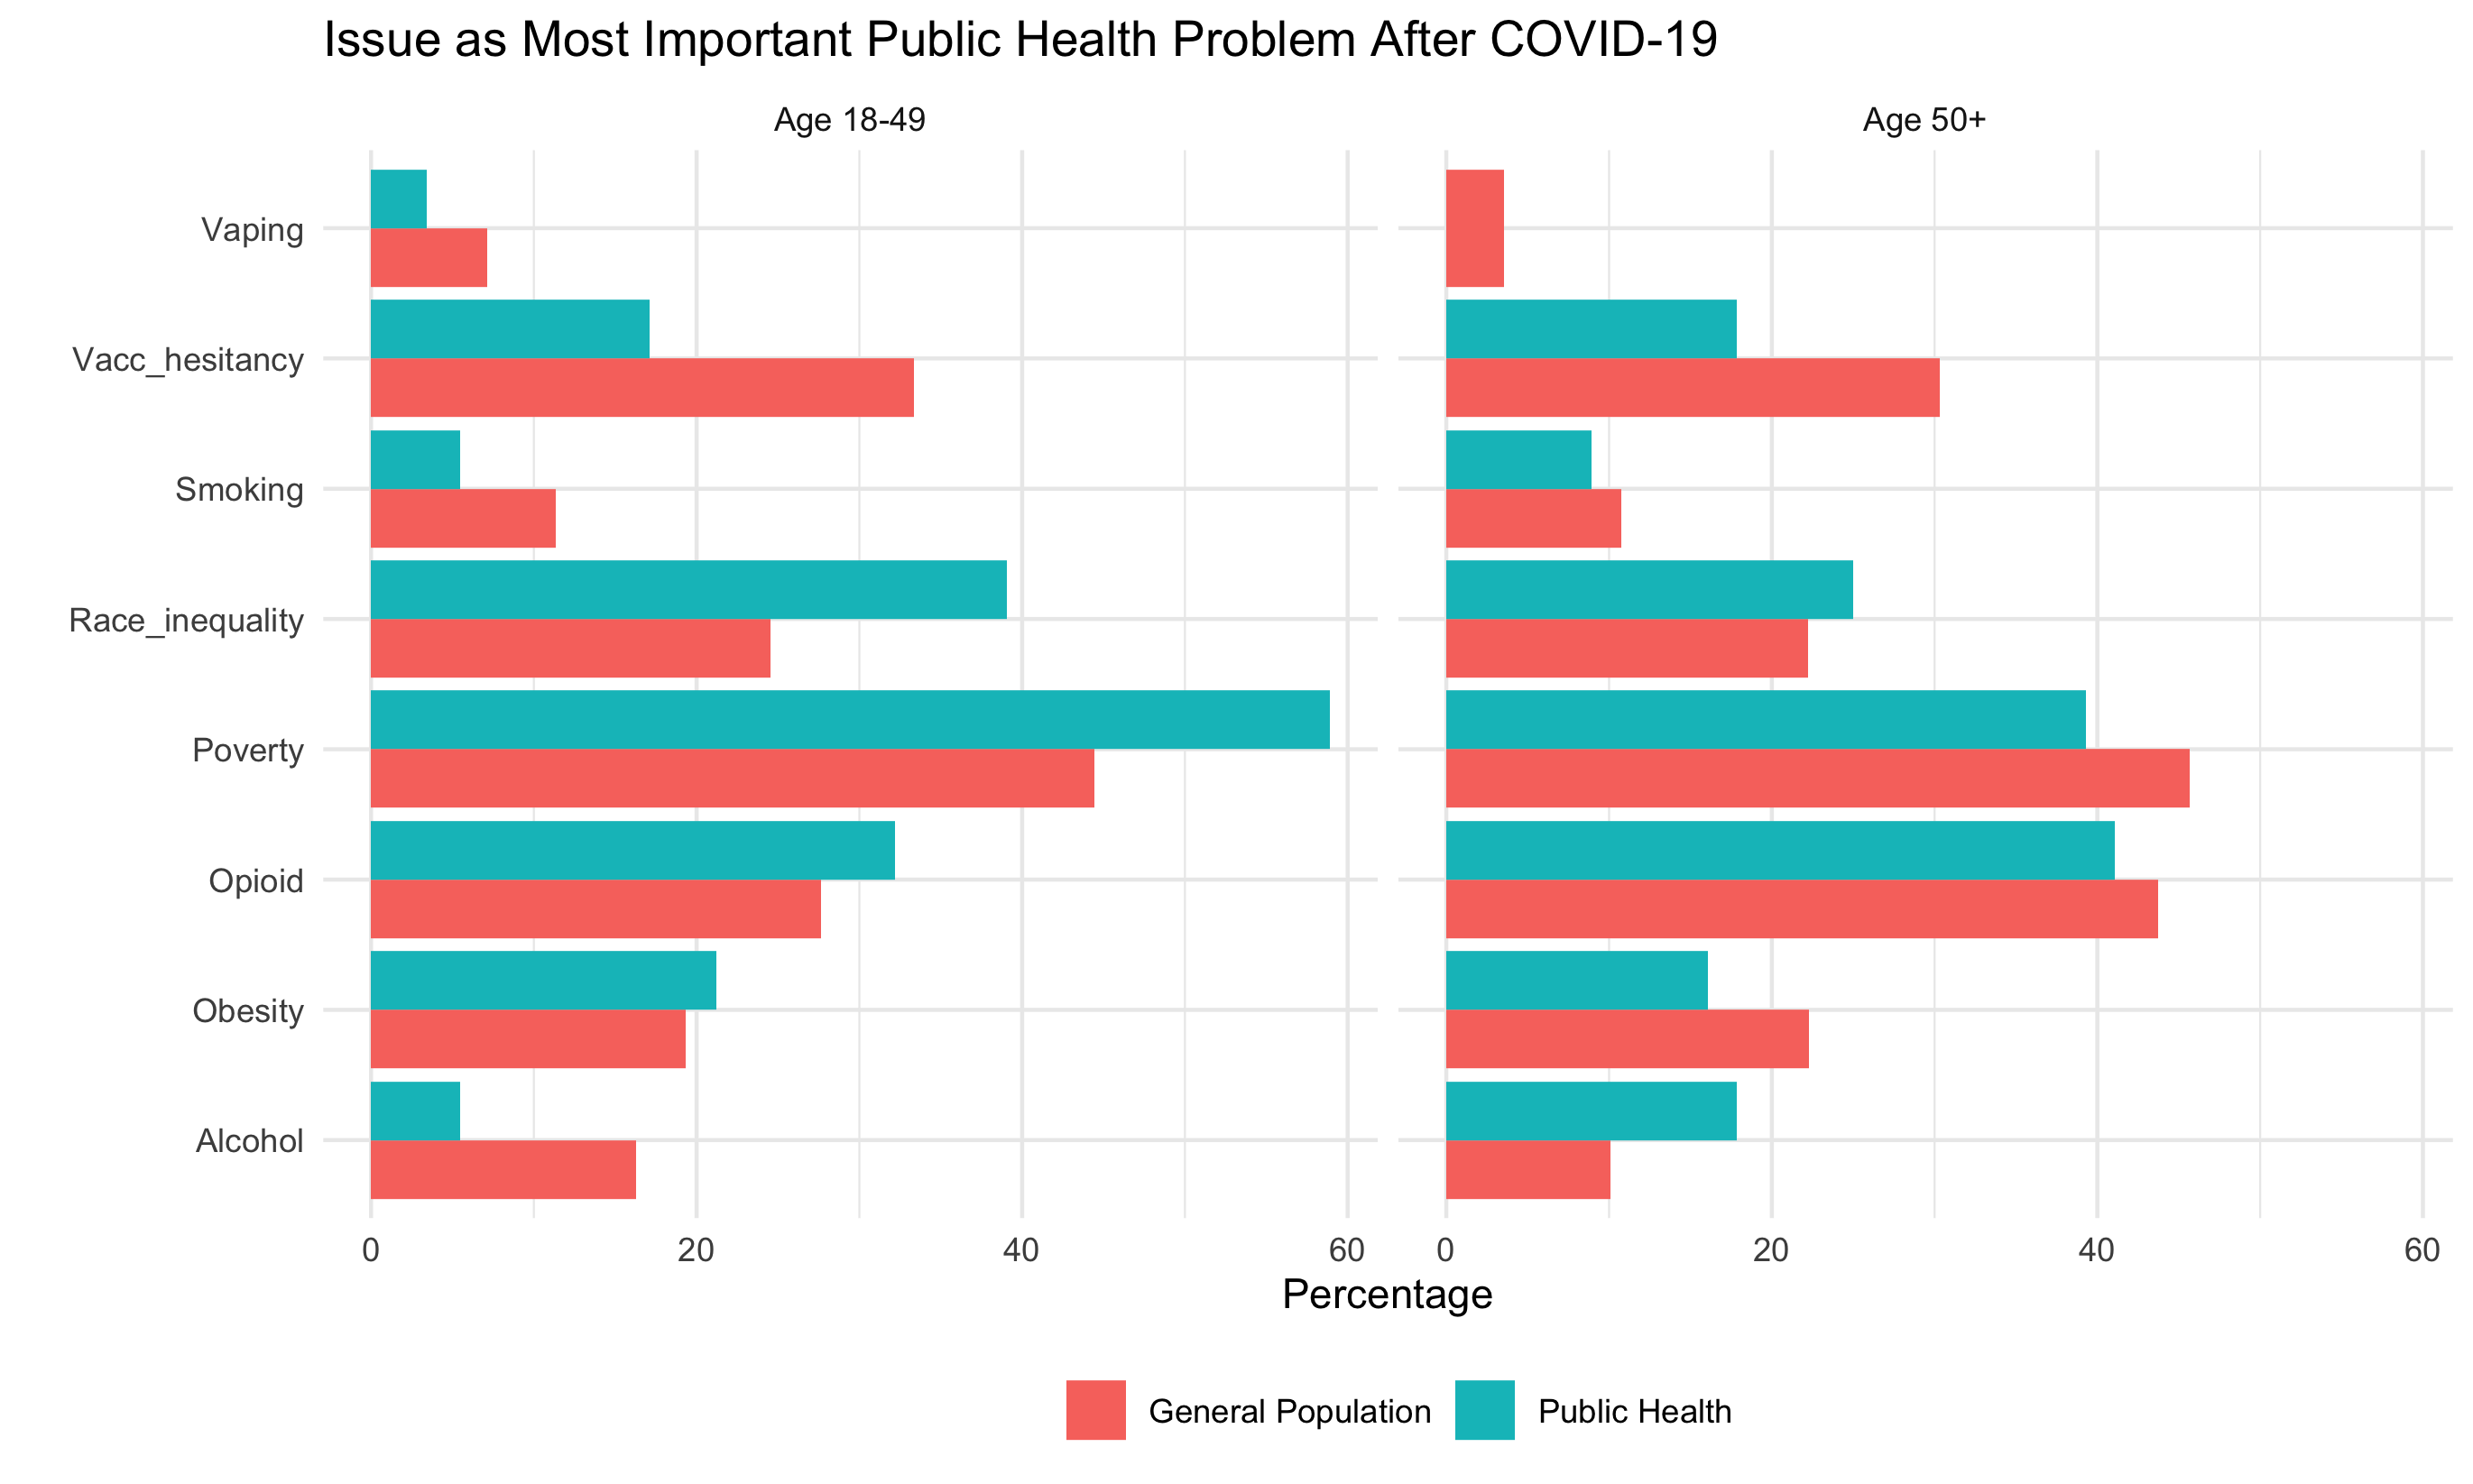 Issue as Most Important Public Health Problem After COVID-19
Age 18-49
Age 50+
Vaping
Vacc_hesitancy
Smoking
Race_inequality
Poverty
Opioid
Obesity
Alcohol
0 20 40 60 0 20 40 60
Percentage
General Population Public Health